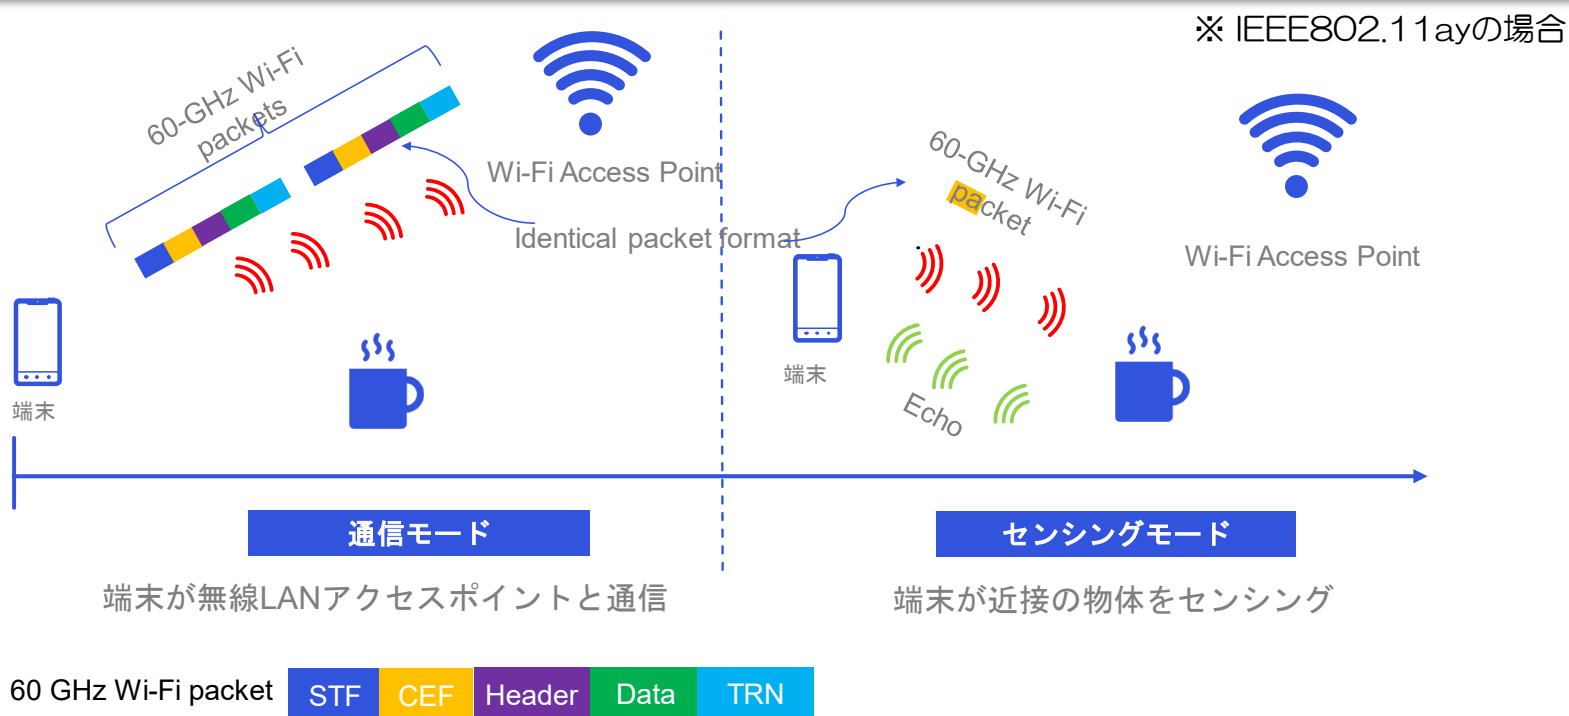 ※ IEEE802.11ayの場合
60-GHz Wi-Fi
packets
Wi-Fi Access Point
Identical packet format
端末
60-GHz Wi-Fi
packet
Wi-Fi Access Point
端末
Echo
通信モード
センシングモード
端末が無線LANアクセスポイントと通信
端末が近接の物体をセンシング
60 GHz Wi-Fi packet STF CEF Header Data TRN